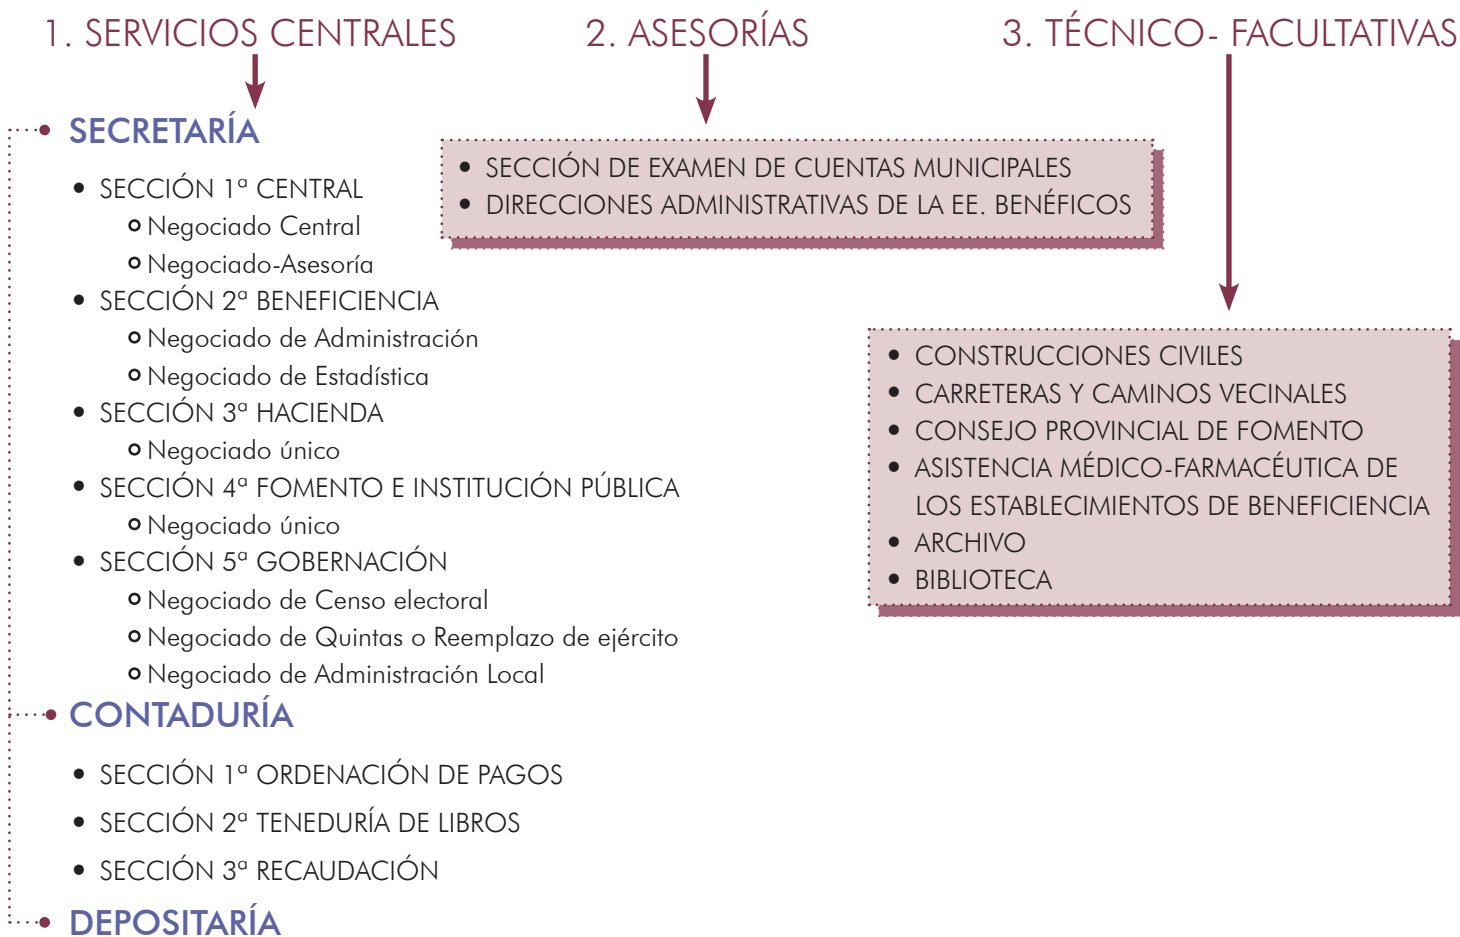 1. SERVICIOS CENTRALES
SECRETARÍA
• SECCIÓN 1ª CENTRAL
Negociado Central
Negociado-Asesoría
• SECCIÓN 2ª BENEFICIENCIA
Negociado de Administración
Negociado de Estadística
• SECCIÓN 3ª HACIENDA
Negociado único
• SECCIÓN 4ª FOMENTO E INSTITUCIÓN PÚBLICA
Negociado único
• SECCIÓN 5ª GOBERNACIÓN
Negociado de Censo electoral
Negociado de Quintas o Reemplazo de ejército
Negociado de Administración Local
CONTADURÍA
• SECCIÓN 1ª ORDENACIÓN DE PAGOS
• SECCIÓN 2ª TENEDURÍA DE LIBROS
• SECCIÓN 3ª RECAUDACIÓN
DEPOSITARÍA
2. ASESORÍAS
• SECCIÓN DE EXAMEN DE CUENTAS MUNICIPALES
• DIRECCIONES ADMINISTRATIVAS DE LA EE. BENÉFICOS
3. TÉCNICO- FACULTATIVAS
• CONSTRUCCIONES CIVILES
• CARRETERAS Y CAMINOS VECINALES
• CONSEJO PROVINCIAL DE FOMENTO
• ASISTENCIA MÉDICO-FARMACÉUTICA DE
LOS ESTABLECIMIENTOS DE BENEFICIENCIA
• ARCHIVO
• BIBLIOTECA